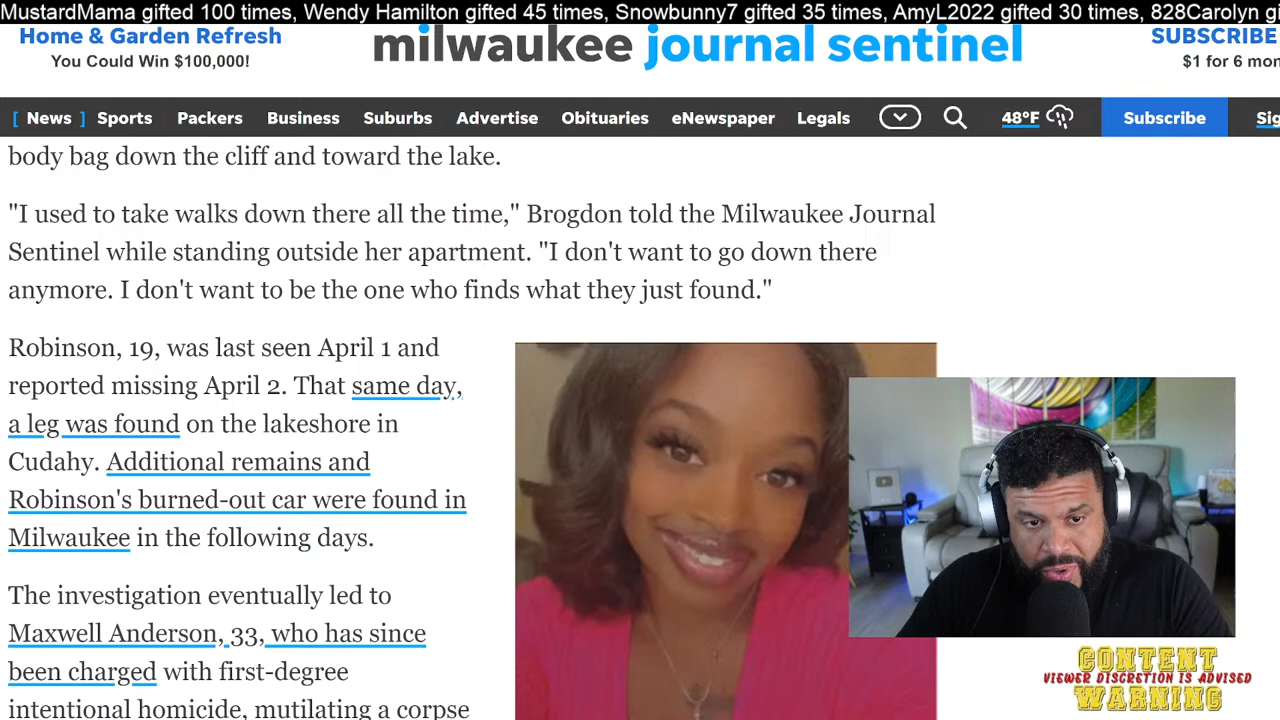 MustardMama gifted 100 times, Wendy Hamilton gifted 45 times, Snowbunny7 gifted 35 times, AmyL2022 gifted 30 times, 828Carolyn gi
Home & Garden Refresh
You Could Win $100,000!
milwaukee journal sentinel
SUBSCRIBE
$1 for 6 mon
[ News ] Sports Packers Business Suburbs Advertise Obituaries eNewspaper Legals 48°F Subscribe Sig
body bag down the cliff and toward the lake.
"I used to take walks down there all the time," Brogdon told the Milwaukee Journal
Sentinel while standing outside her apartment. "I don't want to go down there
anymore. I don't want to be the one who finds what they just found."
Robinson, 19, was last seen April 1 and
reported missing April 2. That same day,
a leg was found on the lakeshore in
Cudahy. Additional remains and
Robinson's burned-out car were found in
Milwaukee in the following days.
The investigation eventually led to
Maxwell Anderson, 33, who has since
been charged with first-degree
intentional homicide, mutilating a corpse
CONTENT
VIEWER DISCRETION IS ADVISED
WARNING